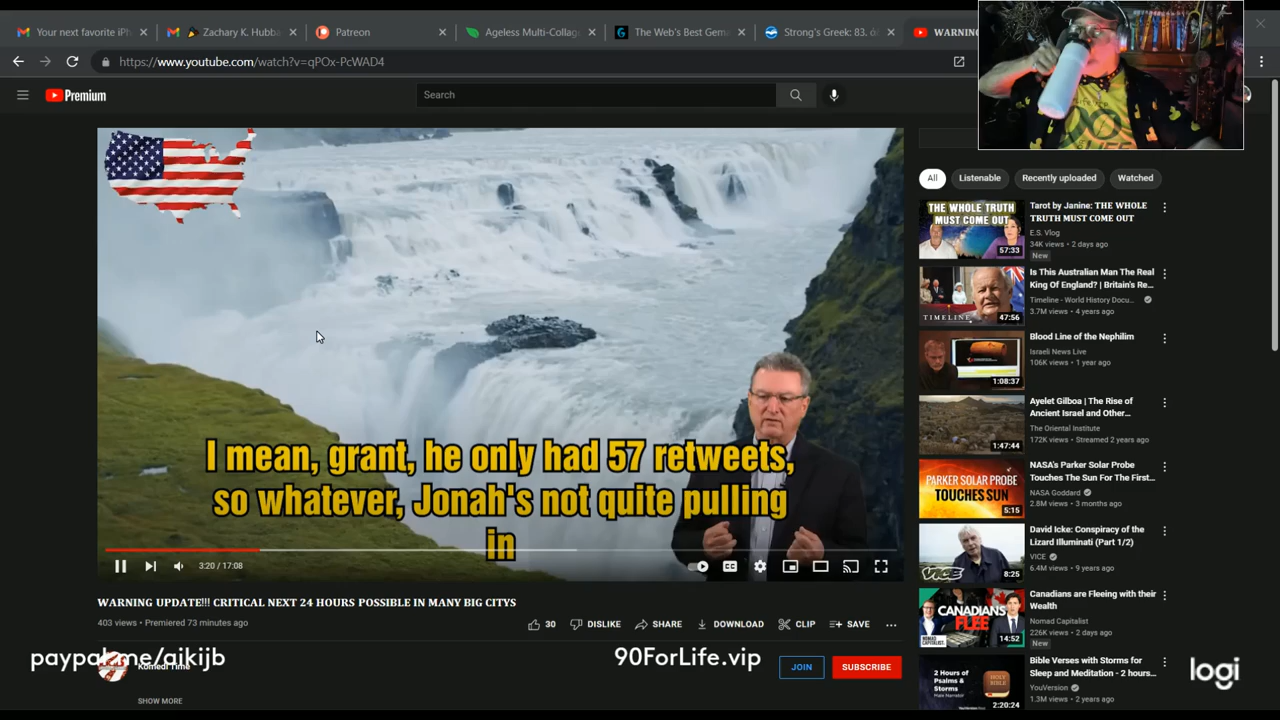 Your next favorite iPh
Zachary K. Hubba
Patreon
Ageless Multi-Collage
The Web's Best Gema
Strong's Greek: 83. ó
WARNING
https://www.youtube.com/watch?v=qPOx-PcWAD4
Premium
Search
I mean, grant, he only had 57 retweets,
so whatever, Jonah's not quite pulling
in
3:20 / 17:08
WARNING UPDATE!!! CRITICAL NEXT 24 HOURS POSSIBLE IN MANY BIG CITYS
403 views • Premiered 73 minutes ago
30
DISLIKE
SHARE
DOWNLOAD
CLIP
SAVE
paypal.me/aikijb
90ForLife.vip
JOIN
SUBSCRIBE
SHOW MORE
All
Listenable
Recently uploaded
Watched
THE WHOLE TRUTH
MUST COME OUT
57:33
Tarot by Janine: THE WHOLE
TRUTH MUST COME OUT
E.S. Vlog
34K views • 2 days ago
New
TIMELINE
47:56
Is This Australian Man The Real
King Of England? | Britain's Re...
Timeline - World History Docu...
3.7M views • 4 years ago
1:08:37
Blood Line of the Nephilim
Israeli News Live
106K views • 1 year ago
1:47:44
Ayelet Gilboa | The Rise of
Ancient Israel and Other...
The Oriental Institute
172K views • Streamed 2 years ago
PARKER SOLAR PROBE
TOUCHES SUN
5:15
NASA's Parker Solar Probe
Touches The Sun For The First...
NASA Goddard
2.8M views • 3 months ago
VICE
8:25
David Icke: Conspiracy of the
Lizard Illuminati (Part 1/2)
VICE
6.4M views • 9 years ago
CANADIANS
FLEE
14:52
Canadians are Fleeing with their
Wealth
Nomad Capitalist
226K views • 2 days ago
New
2 Hours of
Psalms &
Storms
Male Narrator
HOLY
BIBLE
2:20:24
Bible Verses with Storms for
Sleep and Meditation - 2 hours...
YouVersion
1.3M views • 2 years ago
logi